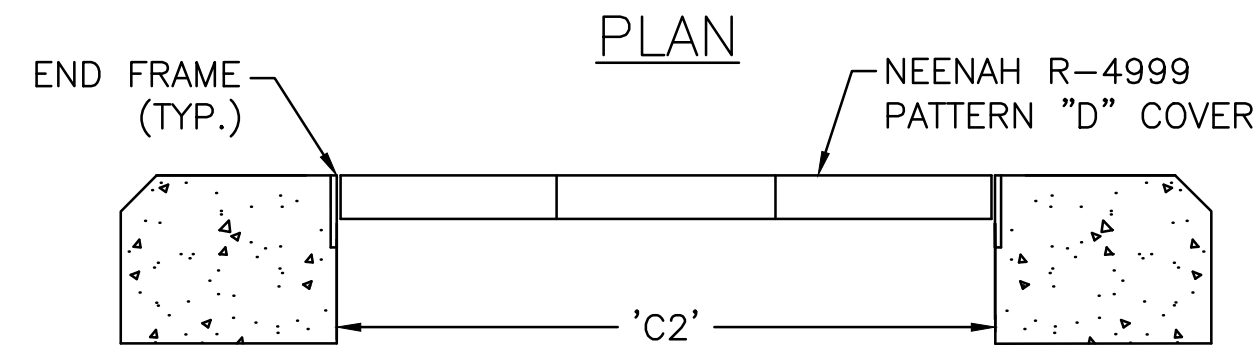 PLAN
END FRAME
(TYP.)
NEENAH R-4999
PATTERN "D" COVER
'C2'